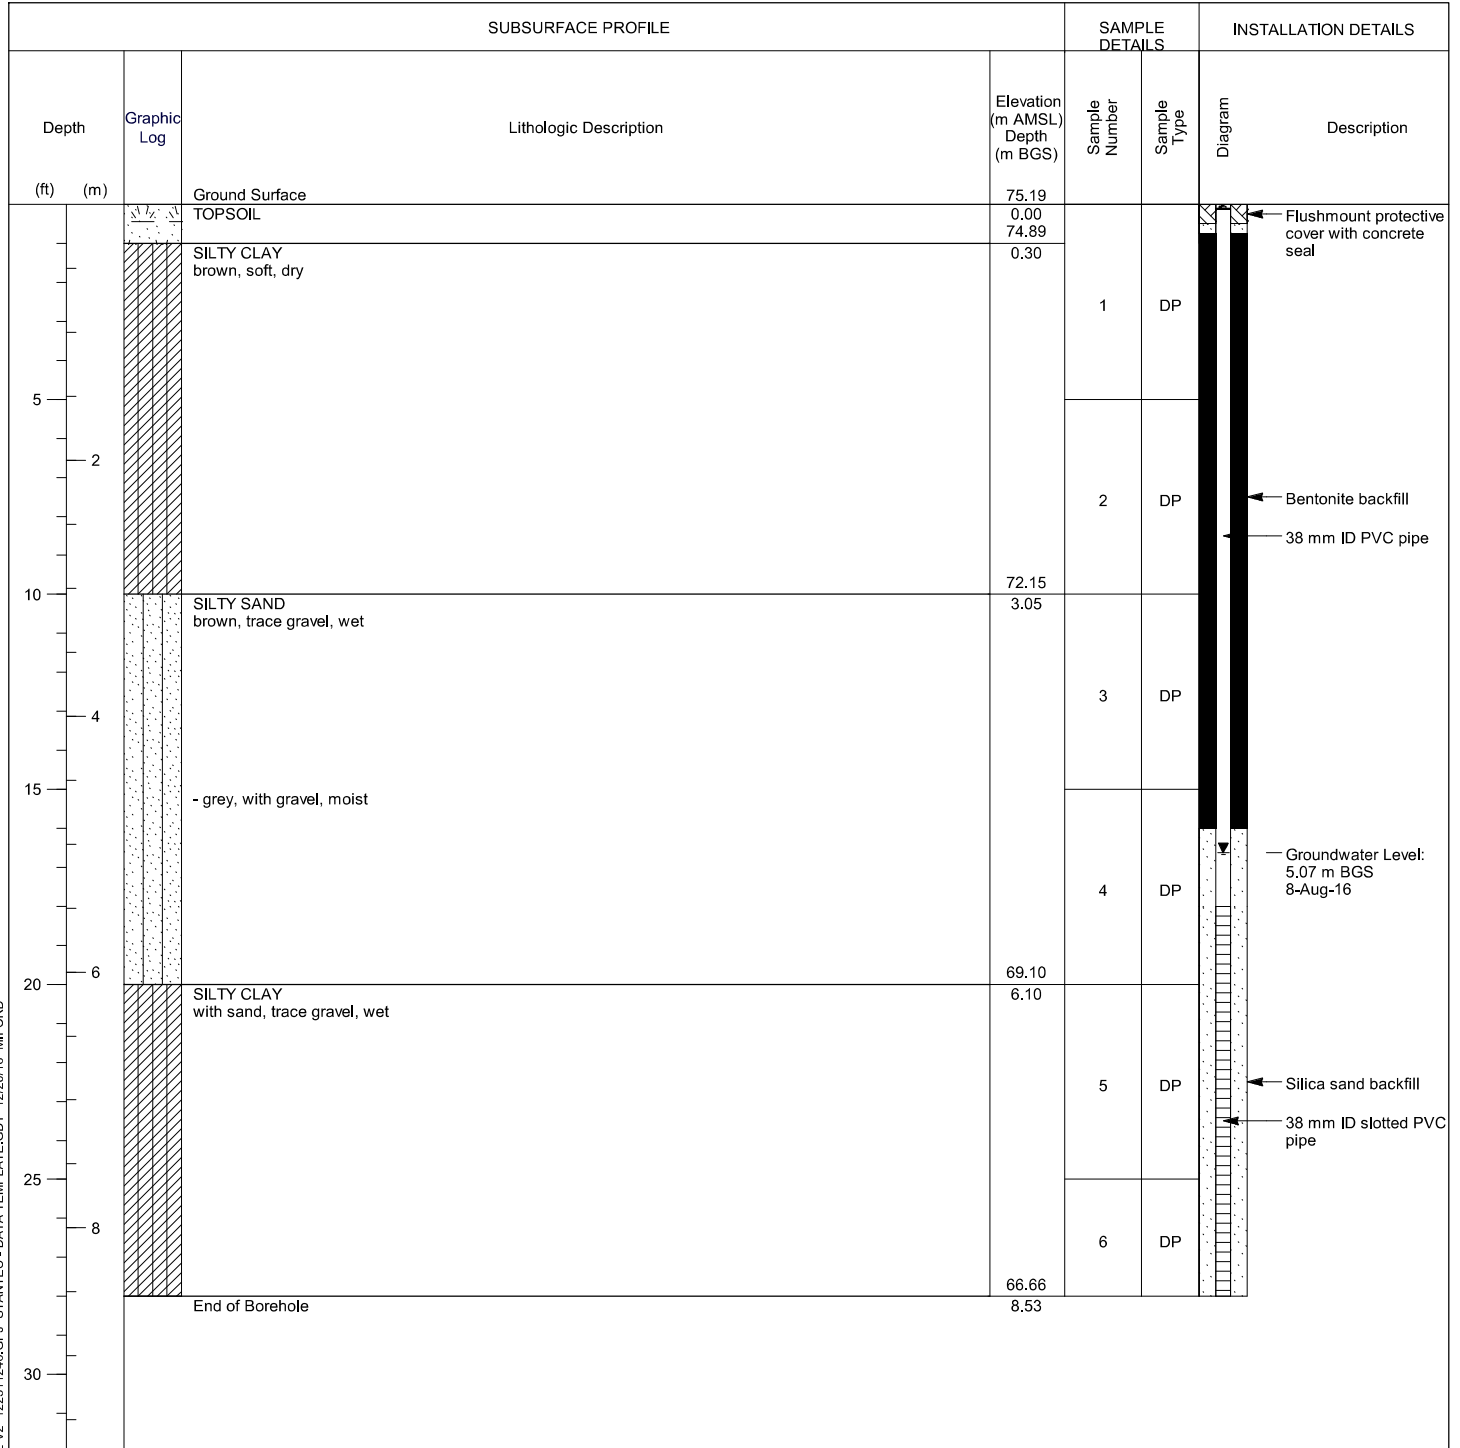 SUBSURFACE PROFILE
SAMPLE
DETAILS
INSTALLATION DETAILS
Depth
(ft) (m)
Graphic
Log
Lithologic Description
Elevation
(m AMSL)
Depth
(m BGS)
Sample
Number
Sample
Type
Diagram
Description
Ground Surface 75.19
TOPSOIL 0.00
74.89
Flushmount protective
cover with concrete
seal
SILTY CLAY 0.30
brown, soft, dry
1 DP
5
2
2 DP
Bentonite backfill
38 mm ID PVC pipe
72.15
10
SILTY SAND 3.05
brown, trace gravel, wet
3 DP
4
15
- grey, with gravel, moist
Groundwater Level:
5.07 m BGS
8-Aug-16
4 DP
6
69.10
20
SILTY CLAY 6.10
with sand, trace gravel, wet
5 DP
Silica sand backfill
38 mm ID slotted PVC
pipe
25
8
6 DP
66.66
End of Borehole 8.53
30